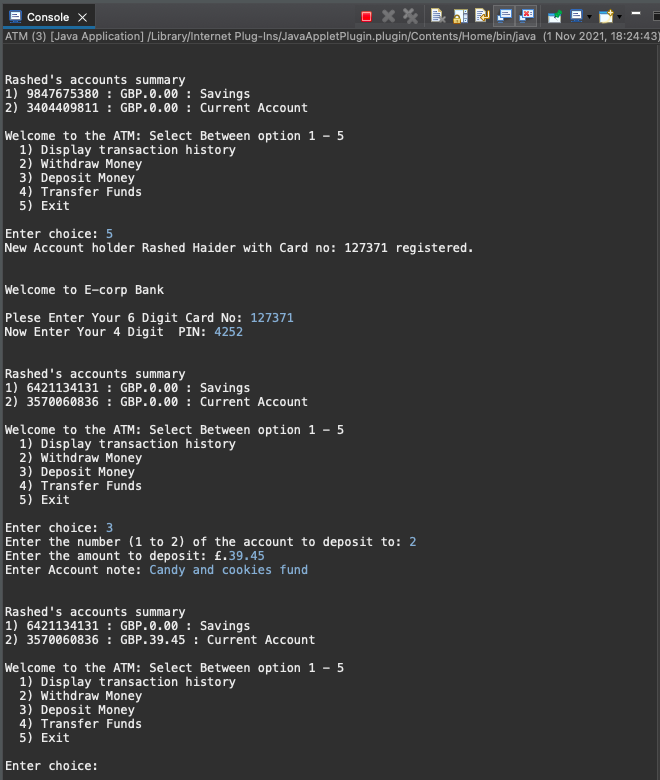 Console
ATM (3) [Java Application] /Library/Internet Plug-Ins/JavaAppletPlugin.plugin/Contents/Home/bin/java (1 Nov 2021, 18:24:43)
Rashed's accounts summary
1) 9847675380 : GBP.0.00 : Savings
2) 3404409811 : GBP.0.00 : Current Account
Welcome to the ATM: Select Between option 1 - 5
1) Display transaction history
2) Withdraw Money
3) Deposit Money
4) Transfer Funds
5) Exit
Enter choice: 5
New Account holder Rashed Haider with Card no: 127371 registered.
Welcome to E-corp Bank
Plese Enter Your 6 Digit Card No: 127371
Now Enter Your 4 Digit  PIN: 4252
Rashed's accounts summary
1) 6421134131 : GBP.0.00 : Savings
2) 3570060836 : GBP.0.00 : Current Account
Welcome to the ATM: Select Between option 1 - 5
1) Display transaction history
2) Withdraw Money
3) Deposit Money
4) Transfer Funds
5) Exit
Enter choice: 3
Enter the number (1 to 2) of the account to deposit to: 2
Enter the amount to deposit: £.39.45
Enter Account note: Candy and cookies fund
Rashed's accounts summary
1) 6421134131 : GBP.0.00 : Savings
2) 3570060836 : GBP.39.45 : Current Account
Welcome to the ATM: Select Between option 1 - 5
1) Display transaction history
2) Withdraw Money
3) Deposit Money
4) Transfer Funds
5) Exit
Enter choice: